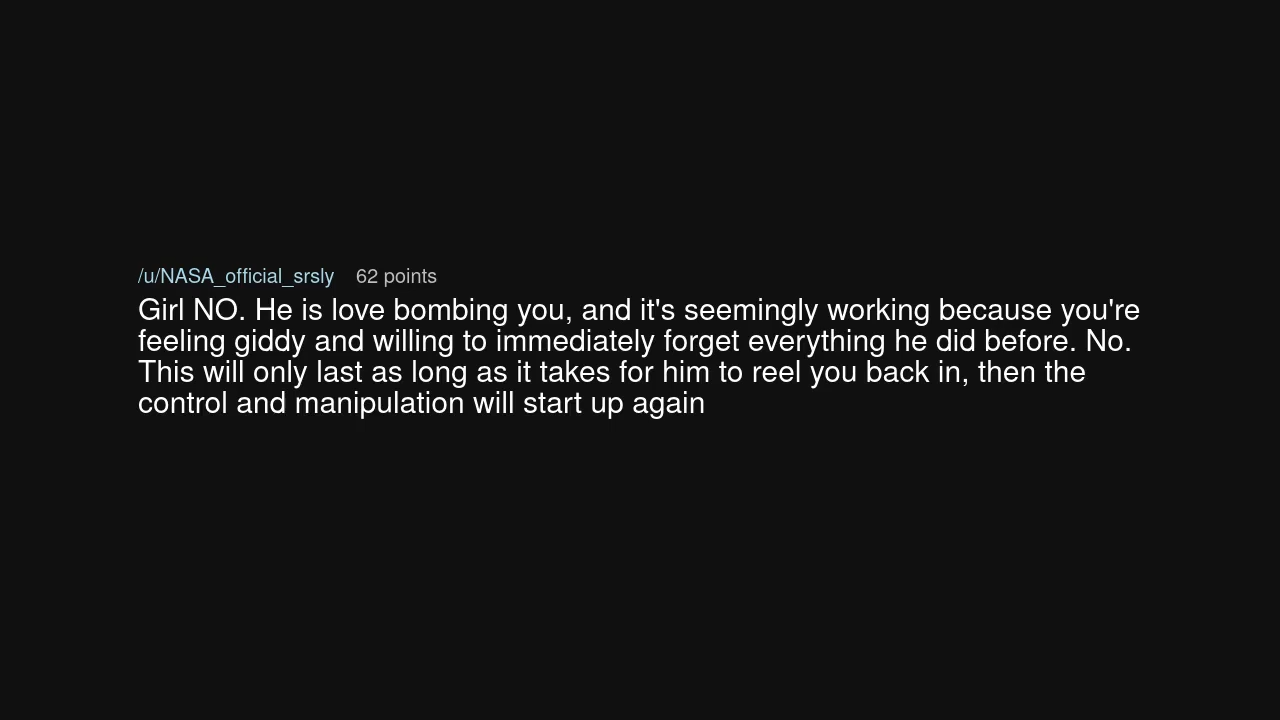 /u/NASA_official_srsly 62 points
Girl NO. He is love bombing you, and it's seemingly working because you're
feeling giddy and willing to immediately forget everything he did before. No.
This will only last as long as it takes for him to reel you back in, then the
control and manipulation will start up again